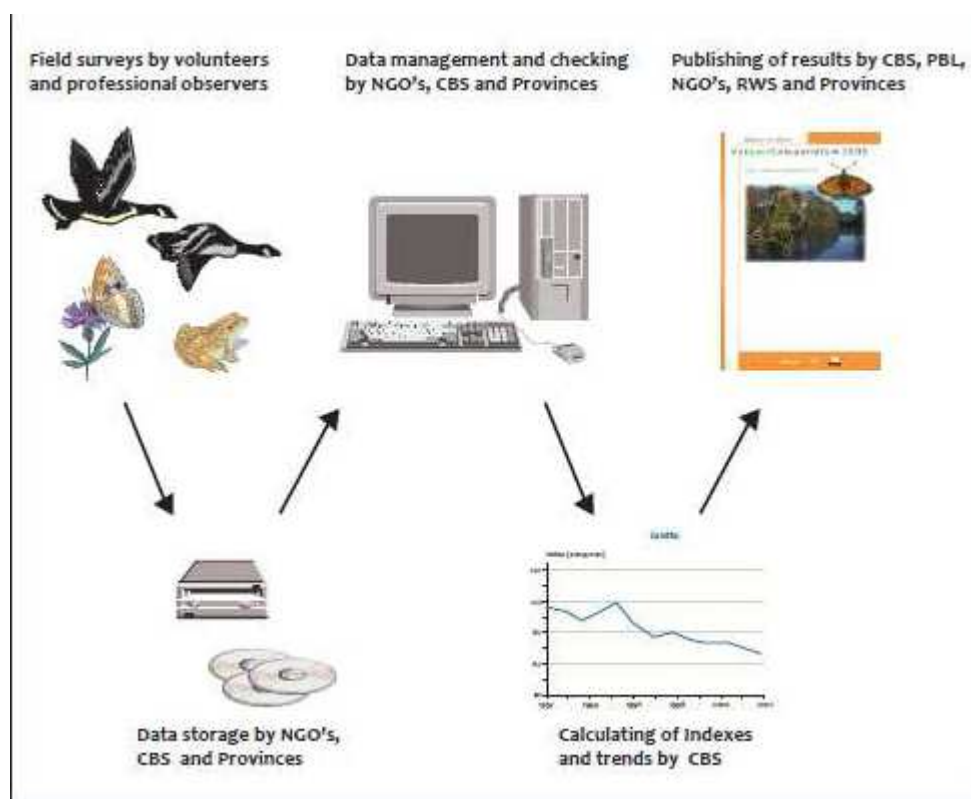 Field surveys by volunteers
and professional observers
Data management and checking
by NGO's, CBS and Provinces
Publishing of results by CBS, PBL,
NGO's, RWS and Provinces
Data storage by NGO's,
CBS and Provinces
Calculating of Indexes
and trends by CBS